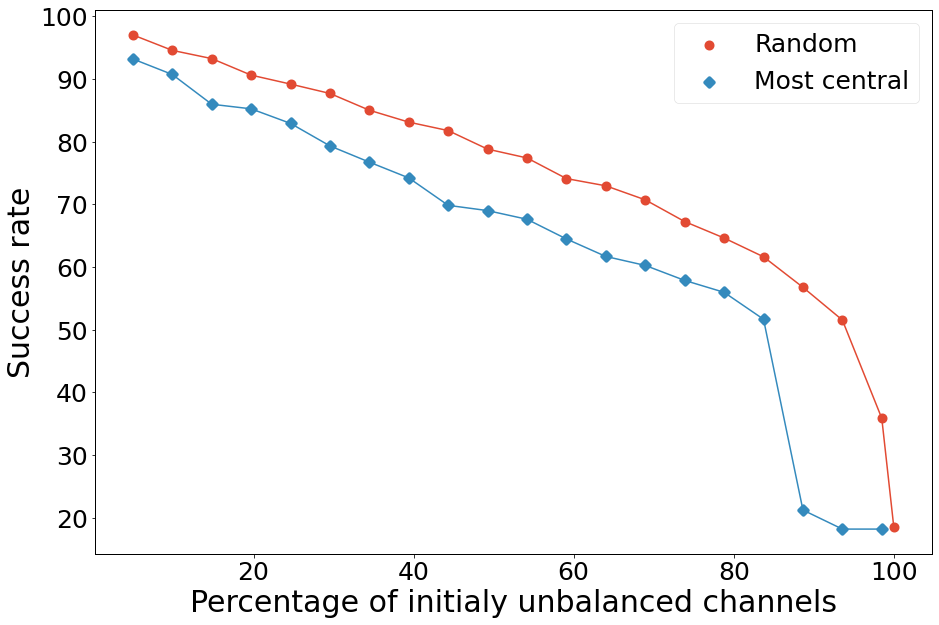 100
90
80
70
60
50
40
30
20
Success rate
Random
Most central
20 40 60 80 100
Percentage of initialy unbalanced channels